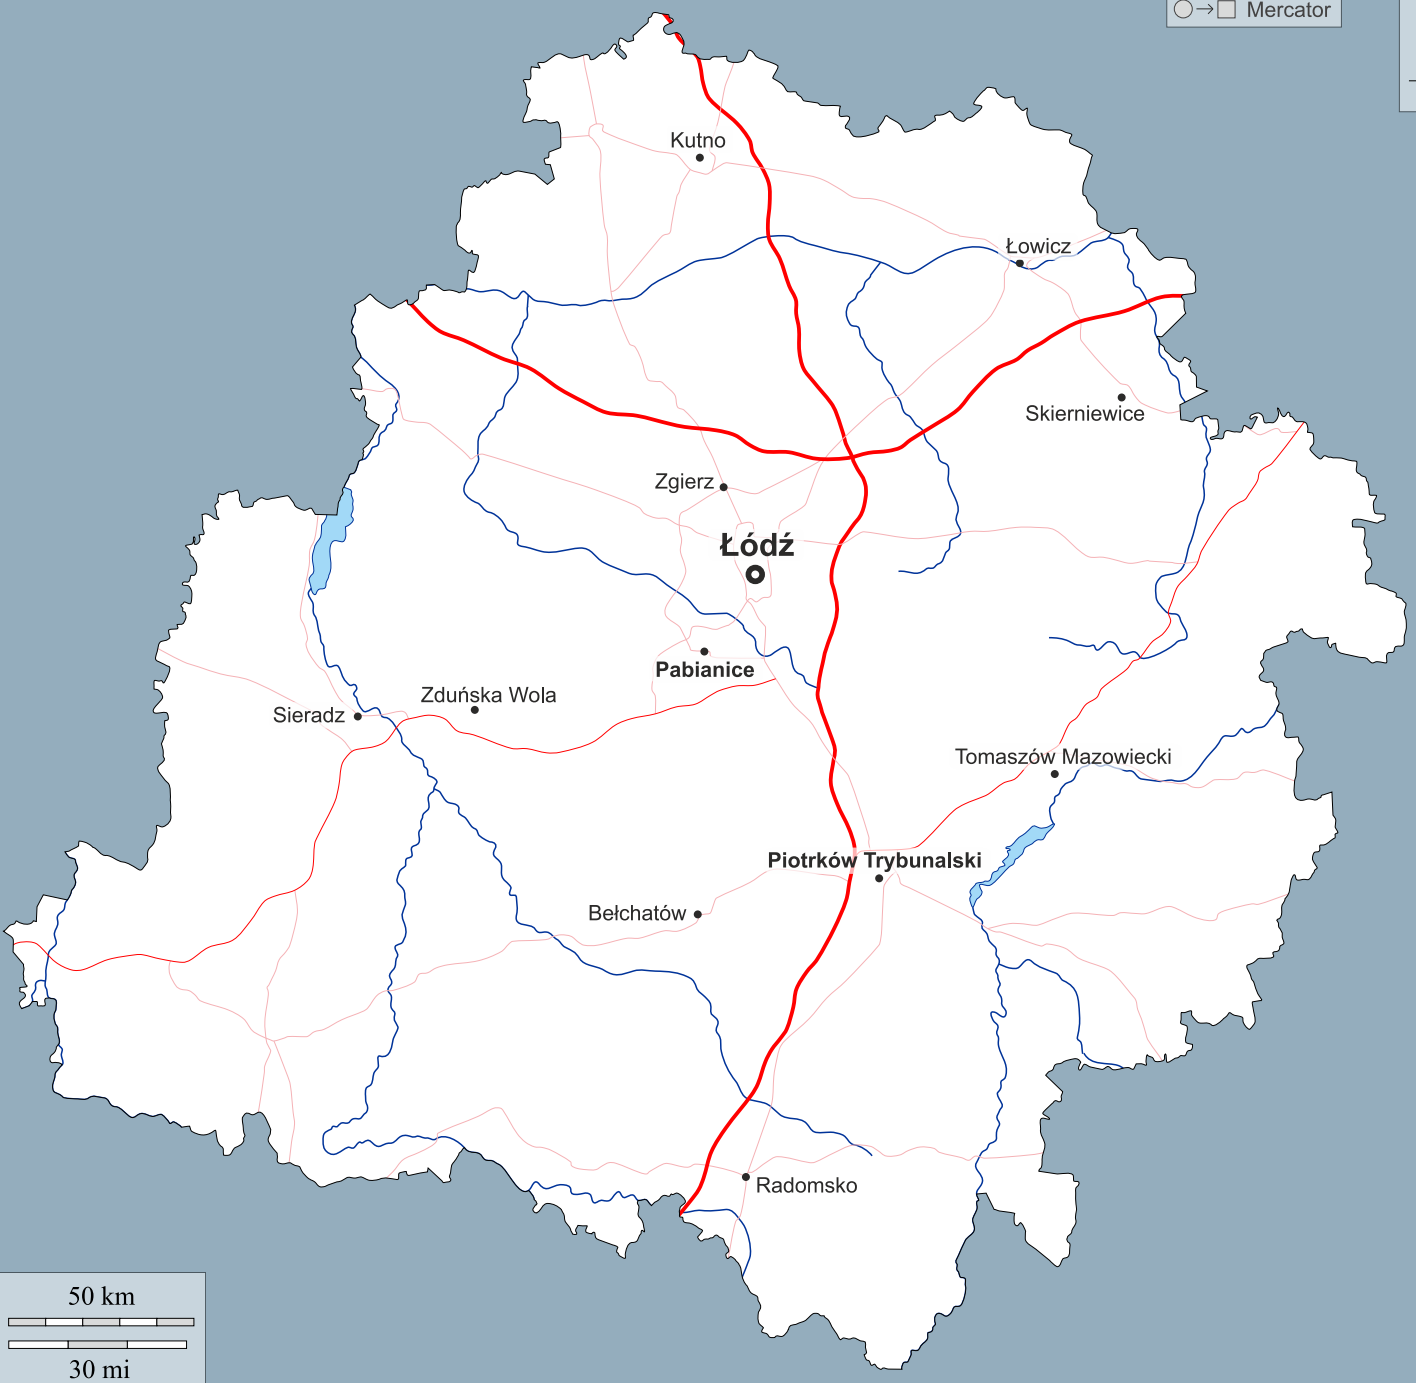 Mercator
Kutno
Łowicz
Skierniewice
Zgierz
Łódź
Pabianice
Zduńska Wola
Sieradz
Tomaszów Mazowiecki
Piotrków Trybunalski
Bełchatów
Radomsko
50 km
30 mi